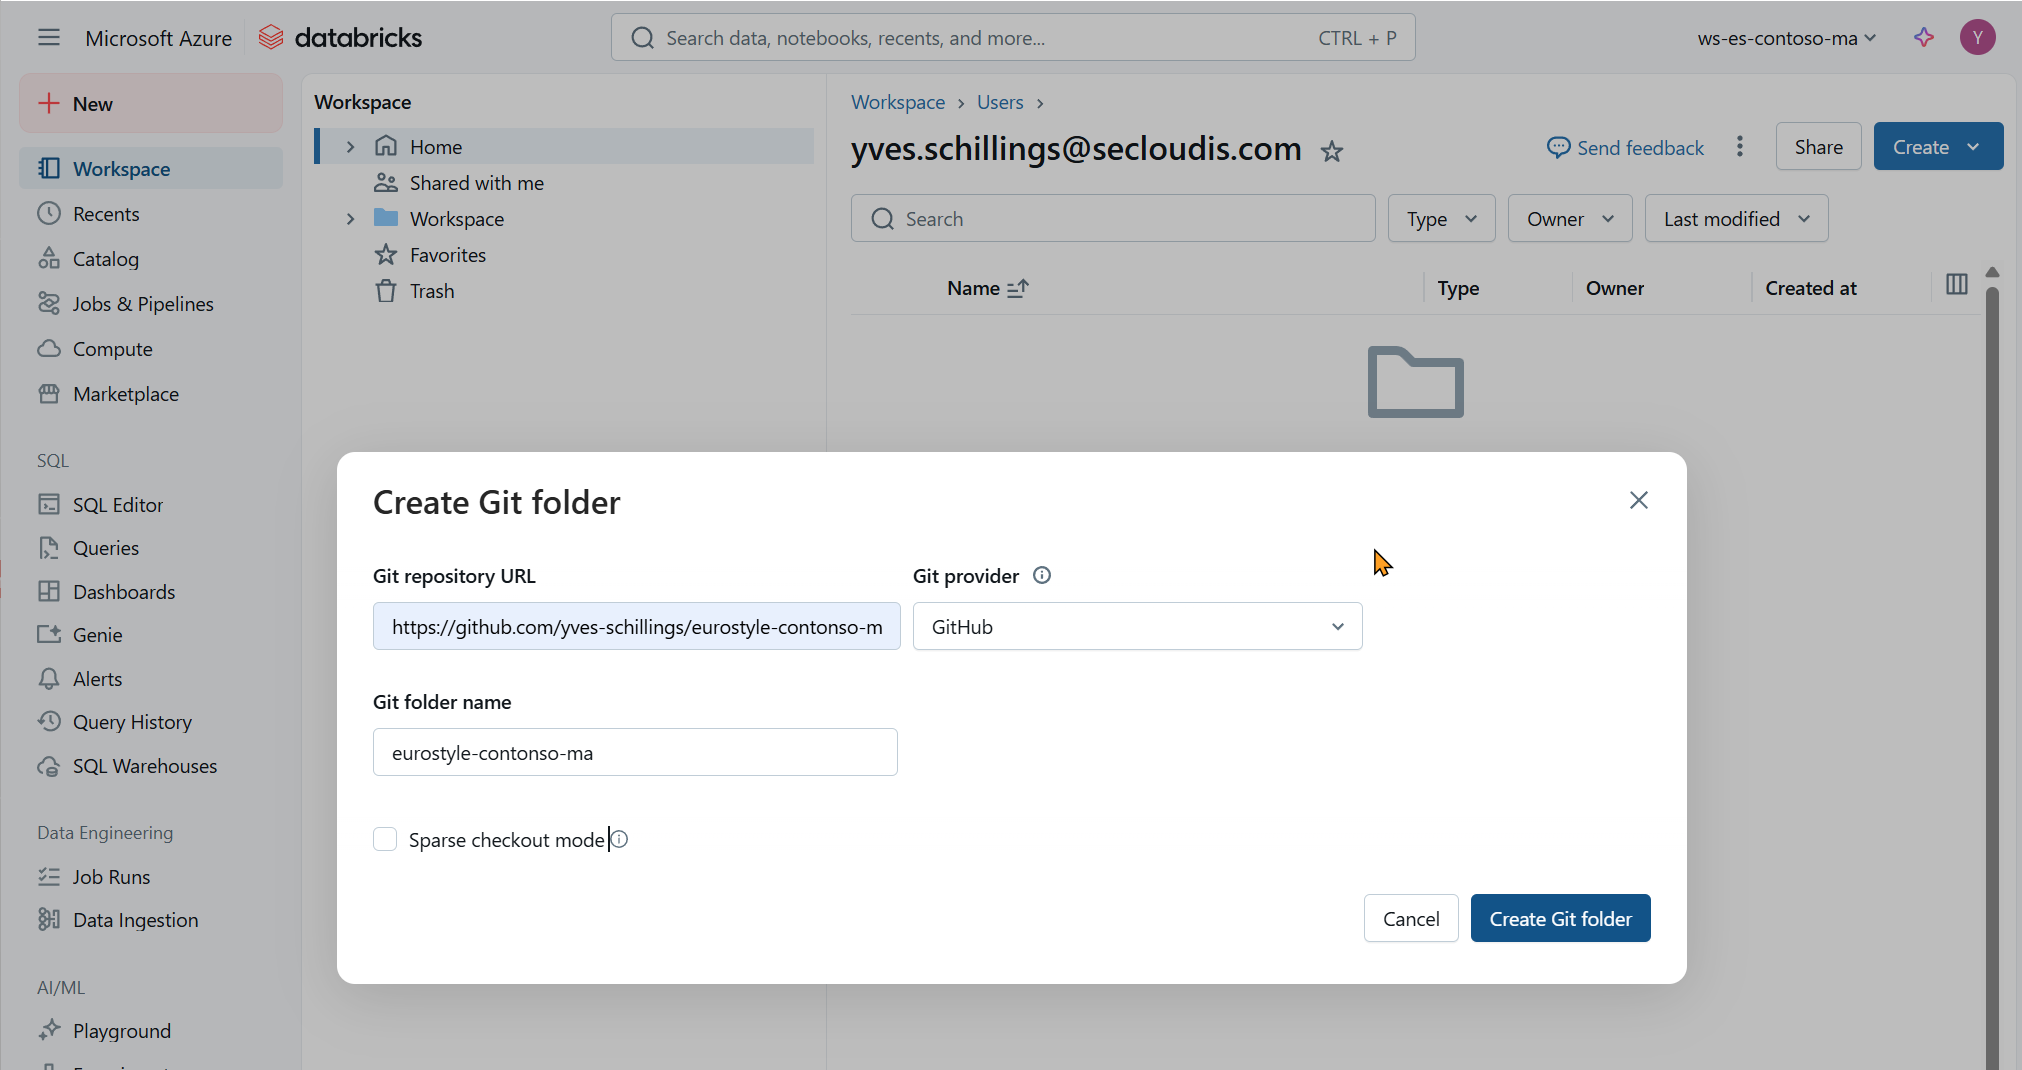 Microsoft Azure databricks
Search data, notebooks, recents, and more... CTRL + P
ws-es-contoso-ma
Y
New
Workspace
Recents
Catalog
Jobs & Pipelines
Compute
Marketplace
SQL
SQL Editor
Queries
Dashboards
Genie
Alerts
Query History
SQL Warehouses
Data Engineering
Job Runs
Data Ingestion
AI/ML
Playground
Workspace
Home
Shared with me
Workspace
Favorites
Trash
Workspace > Users >
yves.schillings@secloudis.com
Send feedback
Share
Create
Search
Type
Owner
Last modified
Name Type Owner Created at
Create Git folder
Git repository URL
https://github.com/yves-schillings/eurostyle-contonso-m
Git provider
GitHub
Git folder name
eurostyle-contonso-ma
Sparse checkout mode
Cancel
Create Git folder